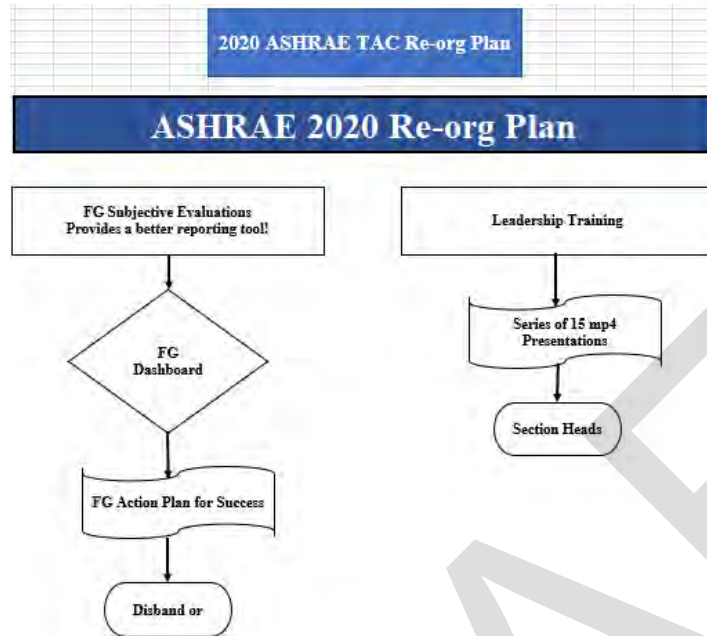 2020 ASHRAE TAC Re-org Plan
ASHRAE 2020 Re-org Plan
FG Subjective Evaluations
Provides a better reporting tool!
FG
Dashboard
FG Action Plan for Success
Disband or
Leadership Training
Series of 15 mp4
Presentations
Section Heads